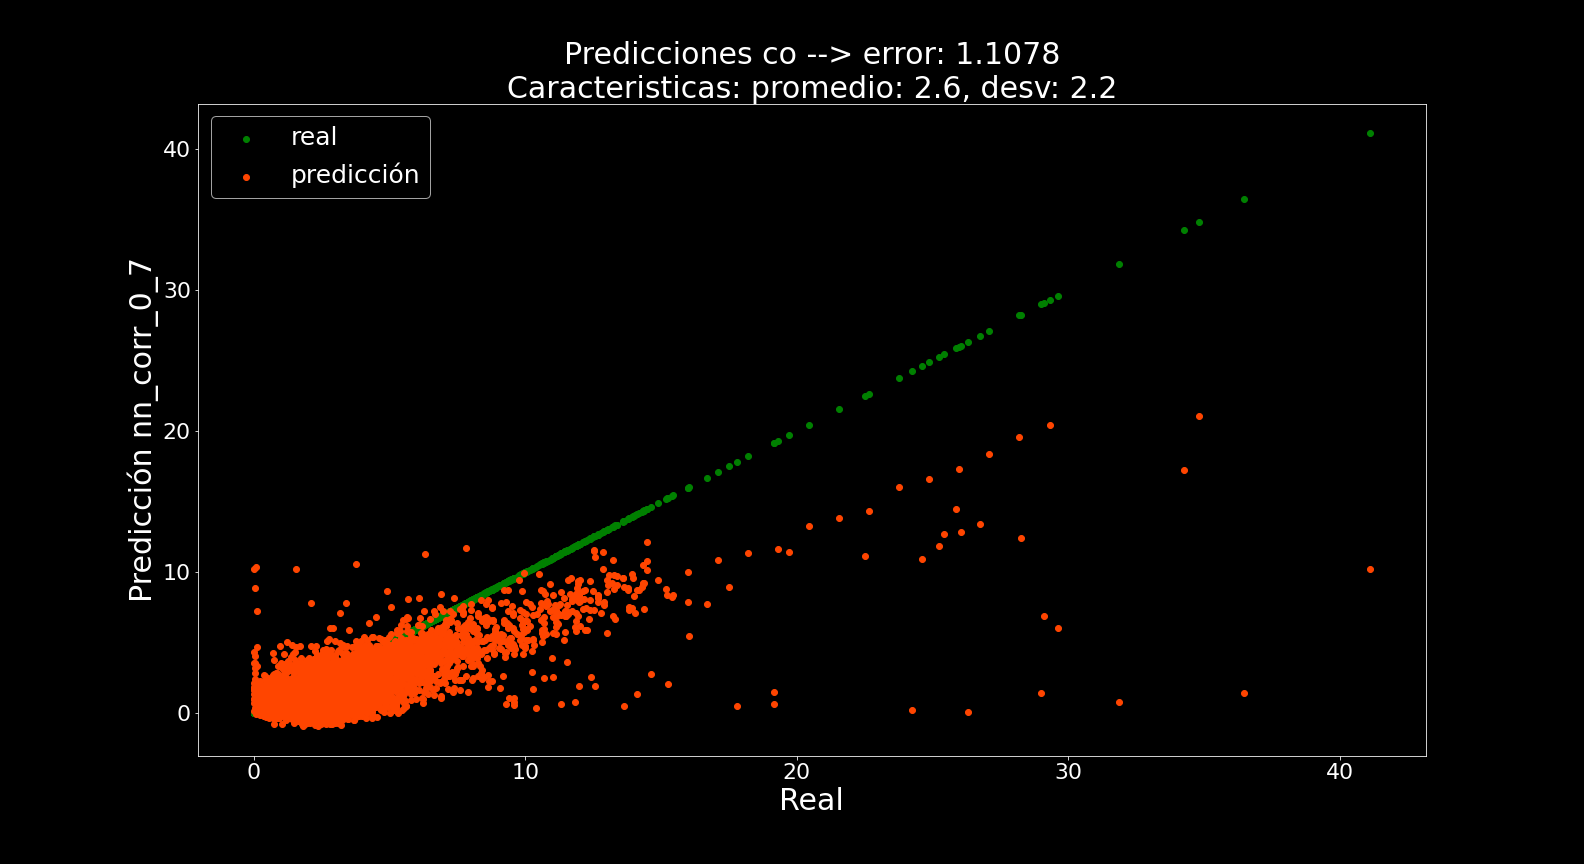 Predicciones co --> error: 1.1078
Caracteristicas: promedio: 2.6, desv: 2.2
real
predicción
Predicción nn_corr_0_7
40
30
20
10
0
0 10 20 30 40
Real